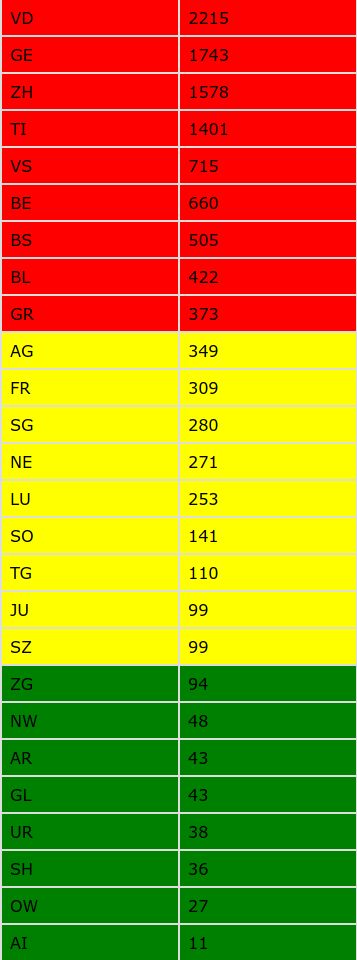 VD 2215
GE 1743
ZH 1578
TI 1401
VS 715
BE 660
BS 505
BL 422
GR 373
AG 349
FR 309
SG 280
NE 271
LU 253
SO 141
TG 110
JU 99
SZ 99
ZG 94
NW 48
AR 43
GL 43
UR 38
SH 36
OW 27
AI 11